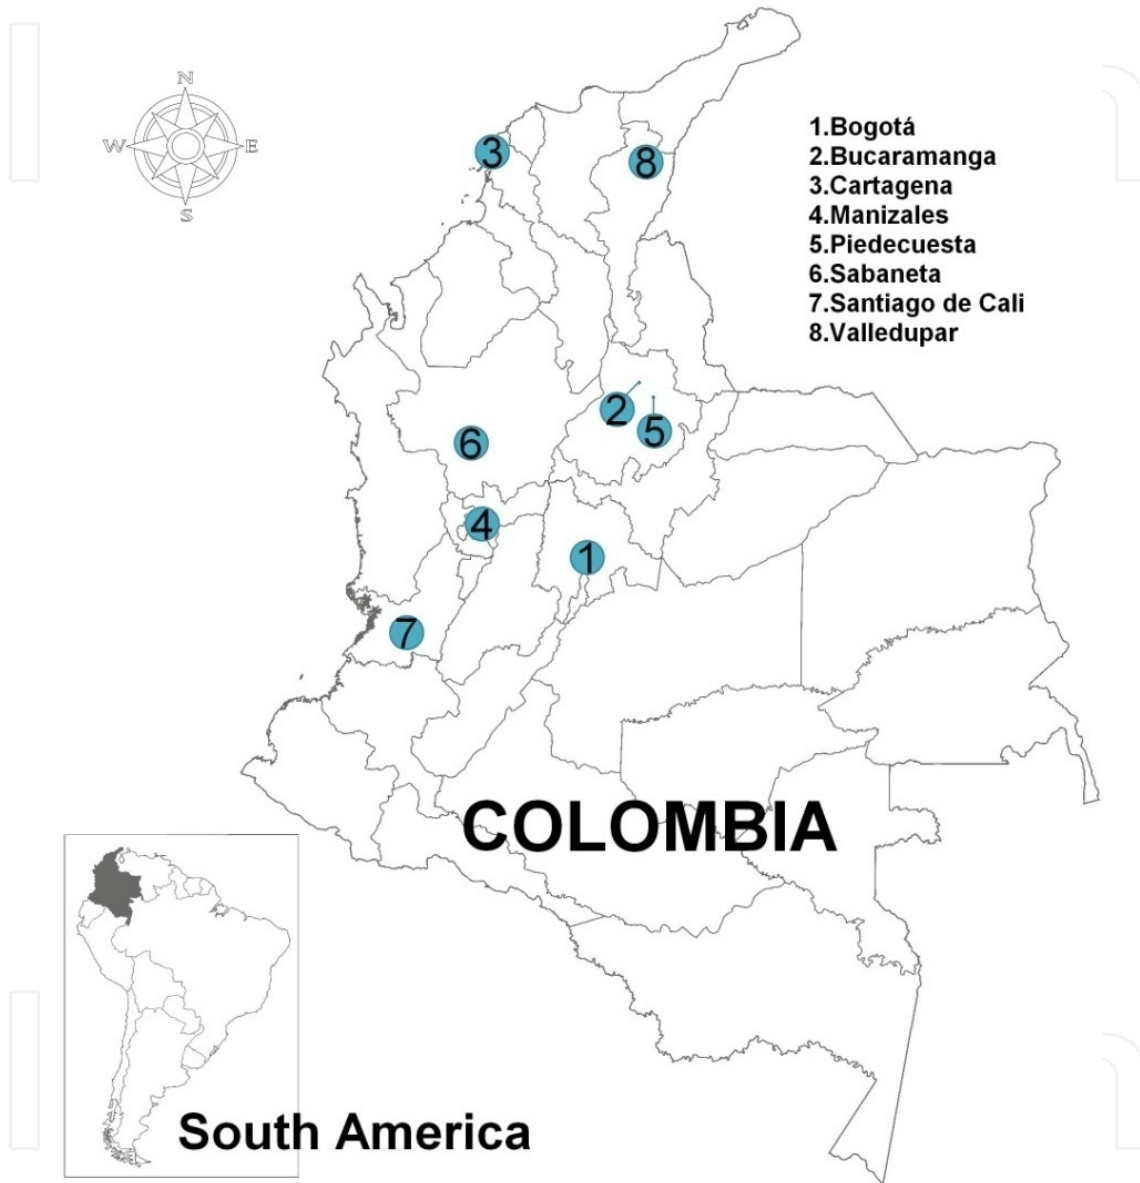 N
W E
S
3
8
1.Bogotá
2.Bucaramanga
3.Cartagena
4.Manizales
5.Piedecuesta
6.Sabaneta
7.Santiago de Cali
8.Valledupar
2
5
6
4
1
7
COLOMBIA
South America